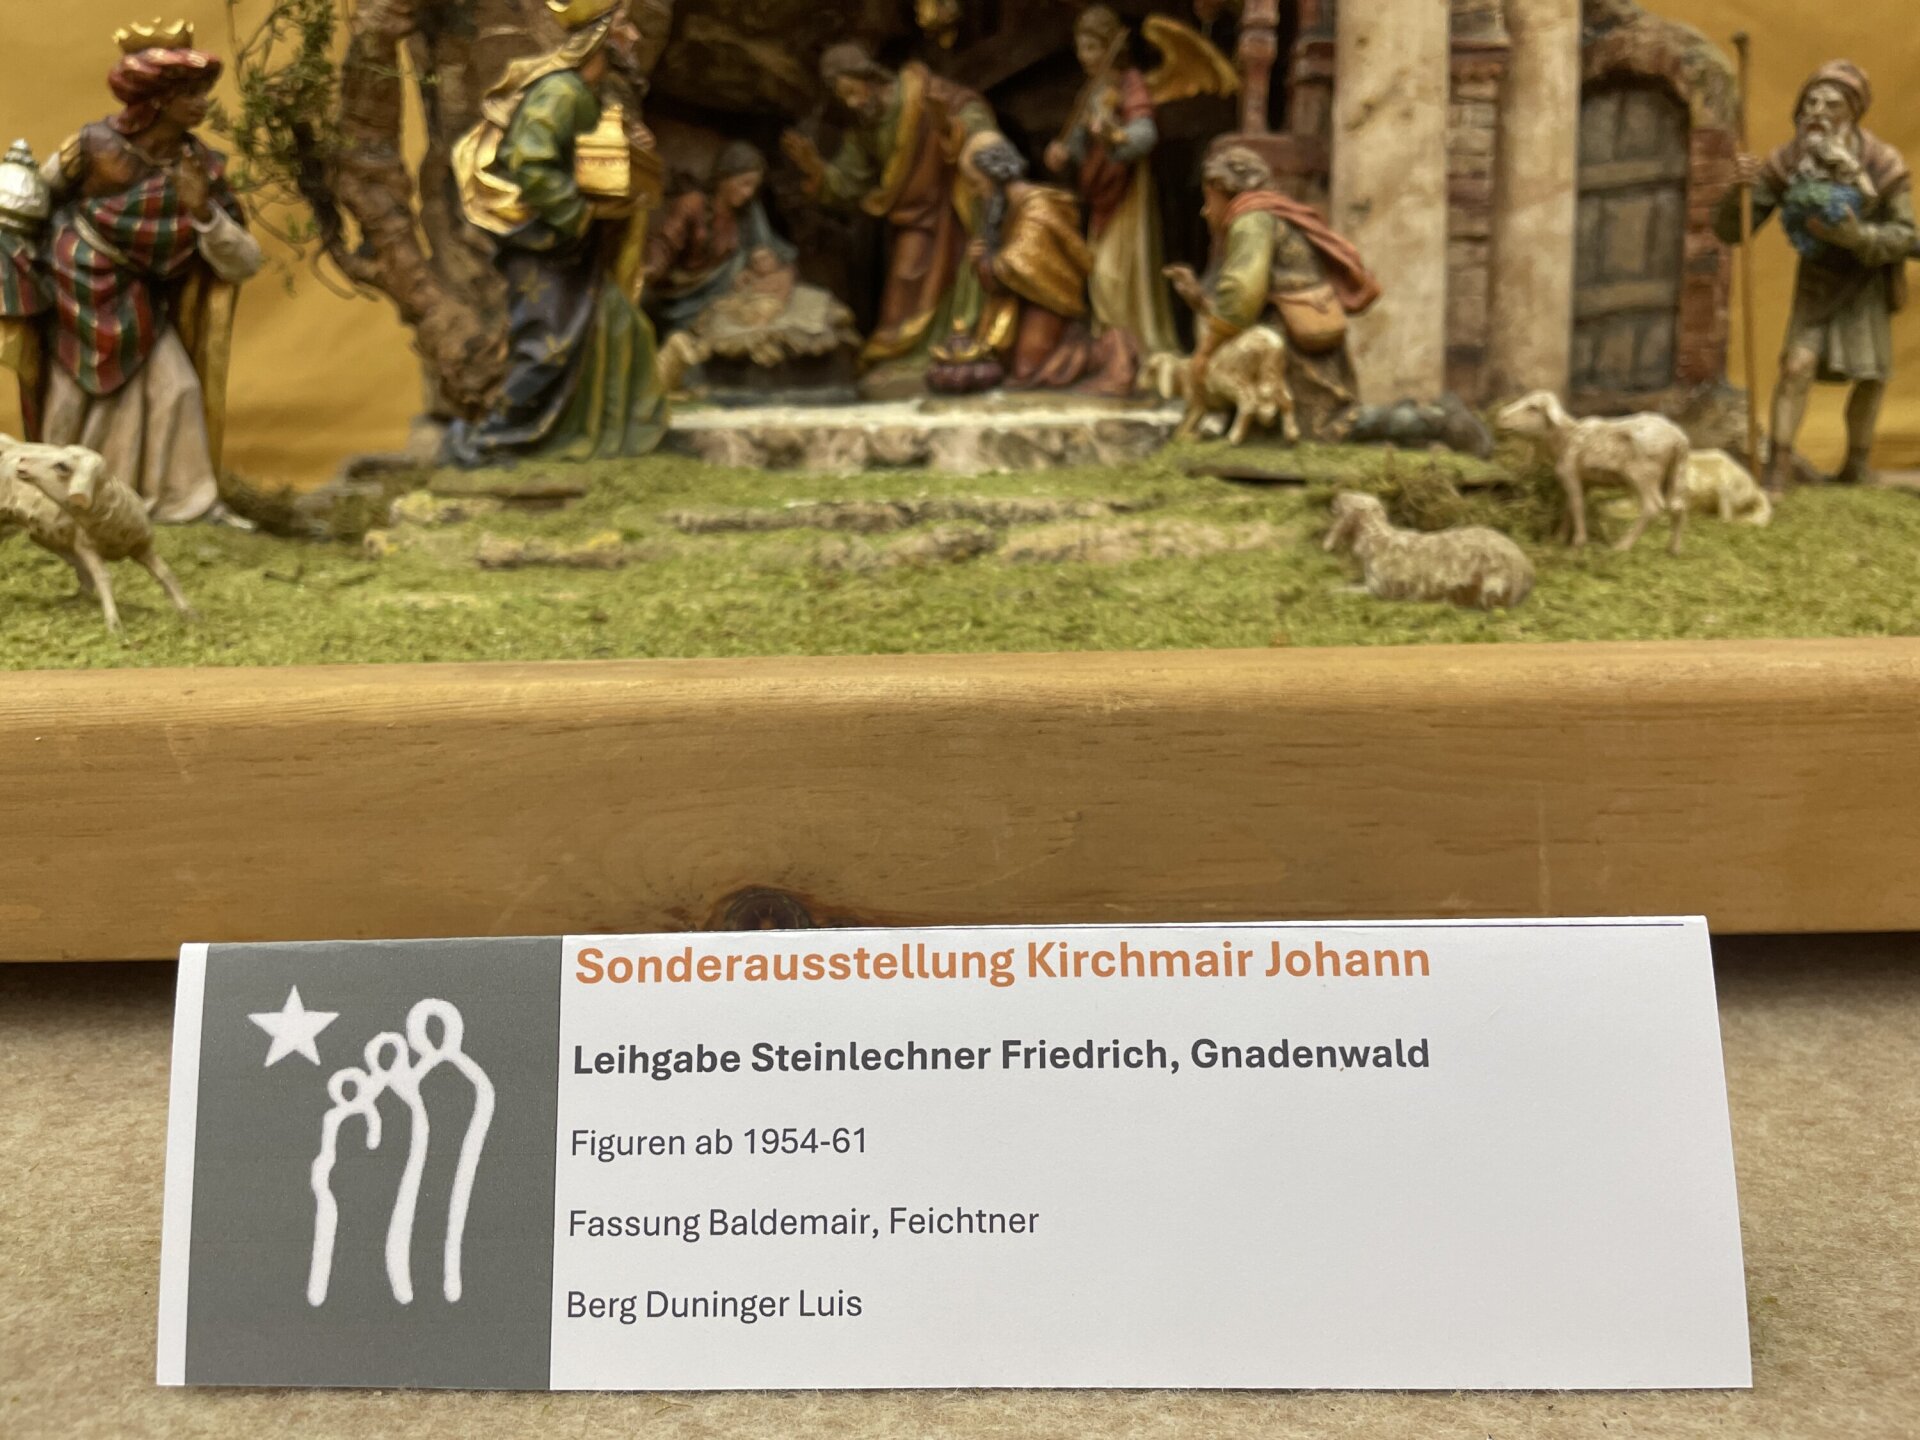 Sonderausstellung Kirchmair Johann
Leihgabe Steinlechner Friedrich, Gnadenwald
Figuren ab 1954-61
Fassung Baldemair, Feichtner
Berg Duninger Luis